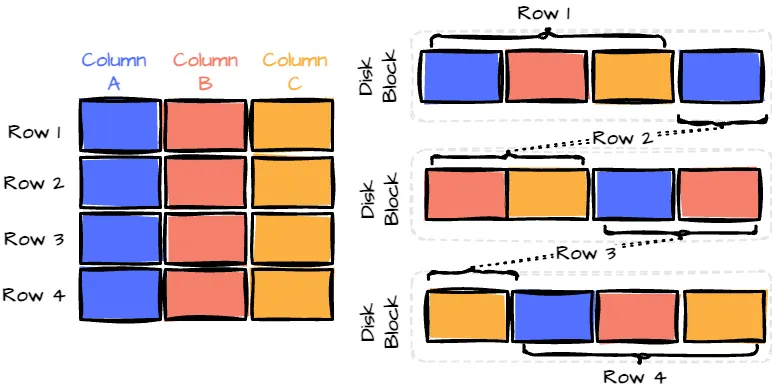 Column
A
Column
B
Column
C
Row 1
Row 2
Row 3
Row 4
Row 1
Disk
Block
Row 2
Disk
Block
Row 3
Disk
Block
Row 4